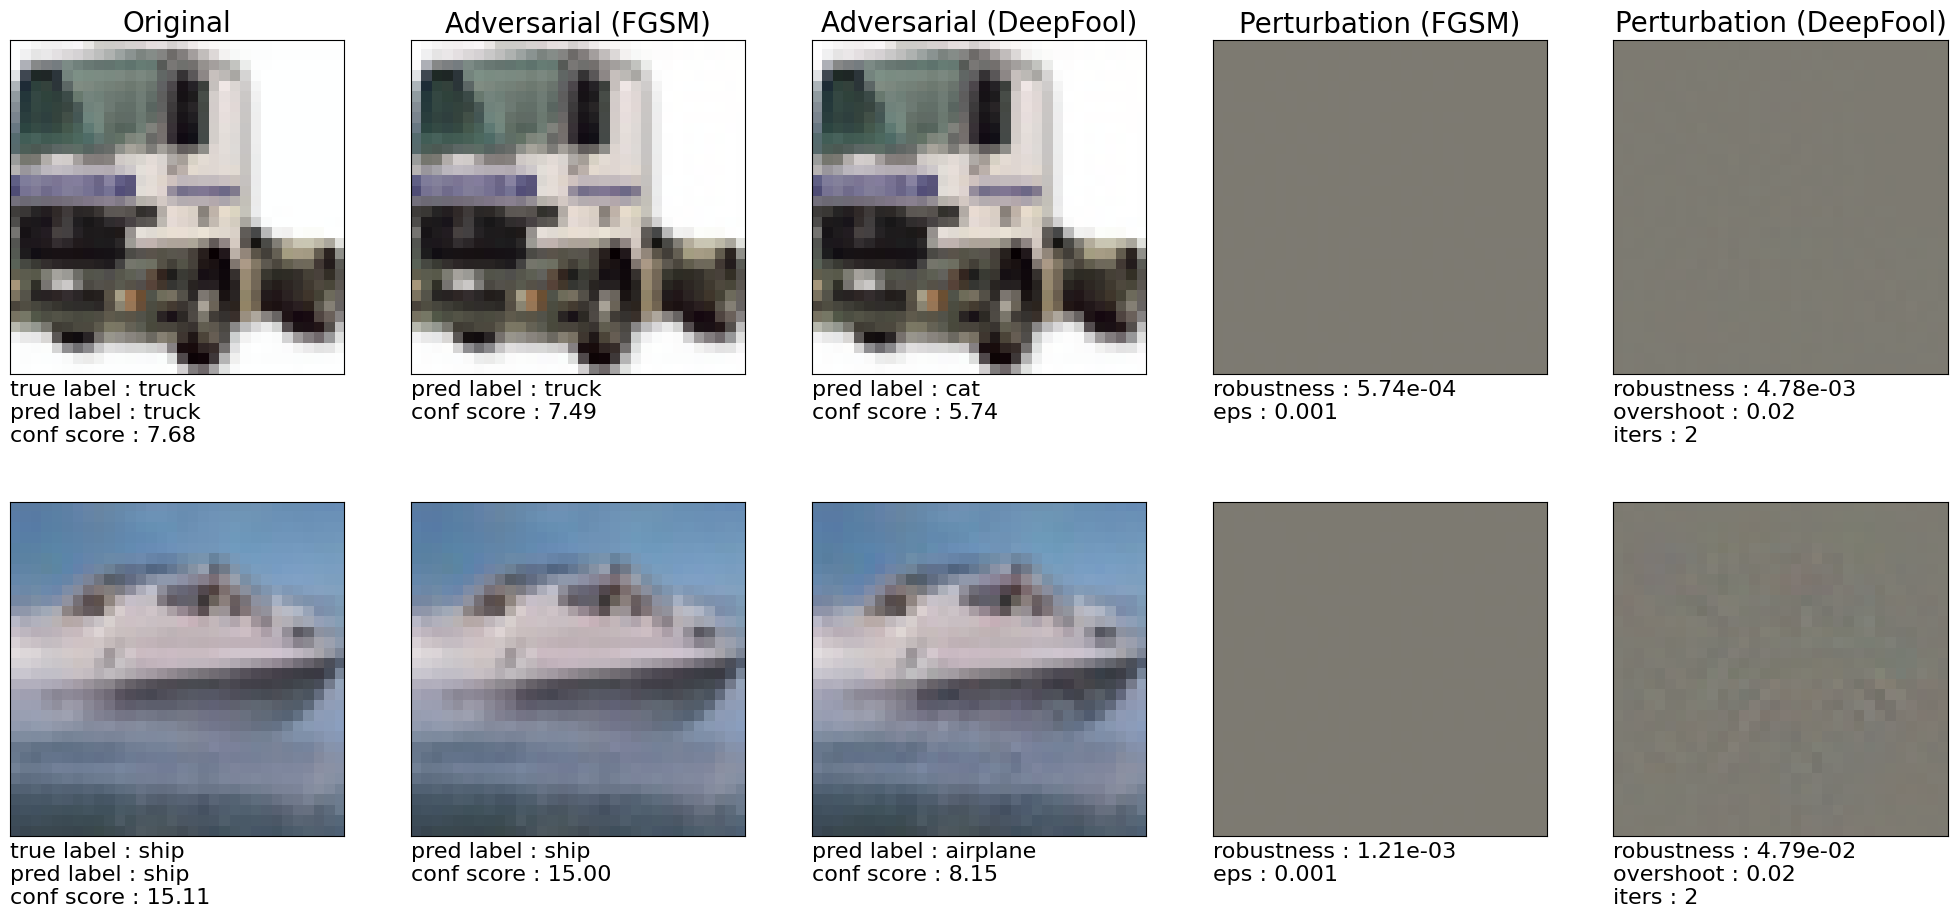 Original
Adversarial (FGSM)
Adversarial (DeepFool)
Perturbation (FGSM)
Perturbation (DeepFool)
true label : truck
pred label : truck
conf score : 7.68
pred label : truck
conf score : 7.49
pred label : cat
conf score : 5.74
robustness : 5.74e-04
eps : 0.001
robustness : 4.78e-03
overshoot : 0.02
iters : 2
true label : ship
pred label : ship
conf score : 15.11
pred label : ship
conf score : 15.00
pred label : airplane
conf score : 8.15
robustness : 1.21e-03
eps : 0.001
robustness : 4.79e-02
overshoot : 0.02
iters : 2